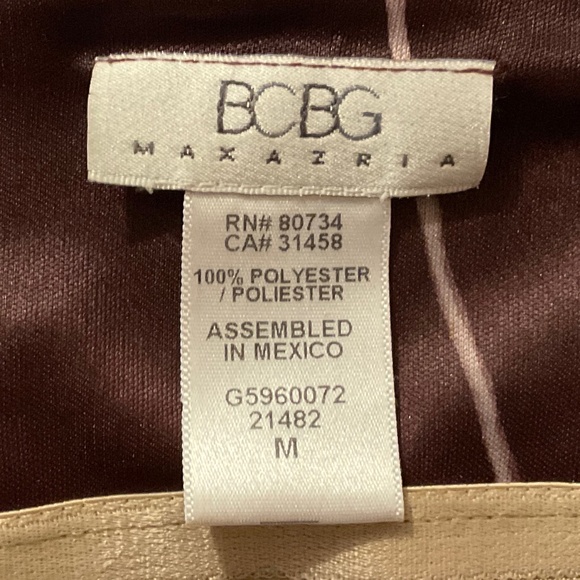 BCBG
MAXAZRIA
RN# 80734
CA# 31458
100% POLYESTER
/ POLIESTER
ASSEMBLED
IN MEXICO
G5960072
21482
M